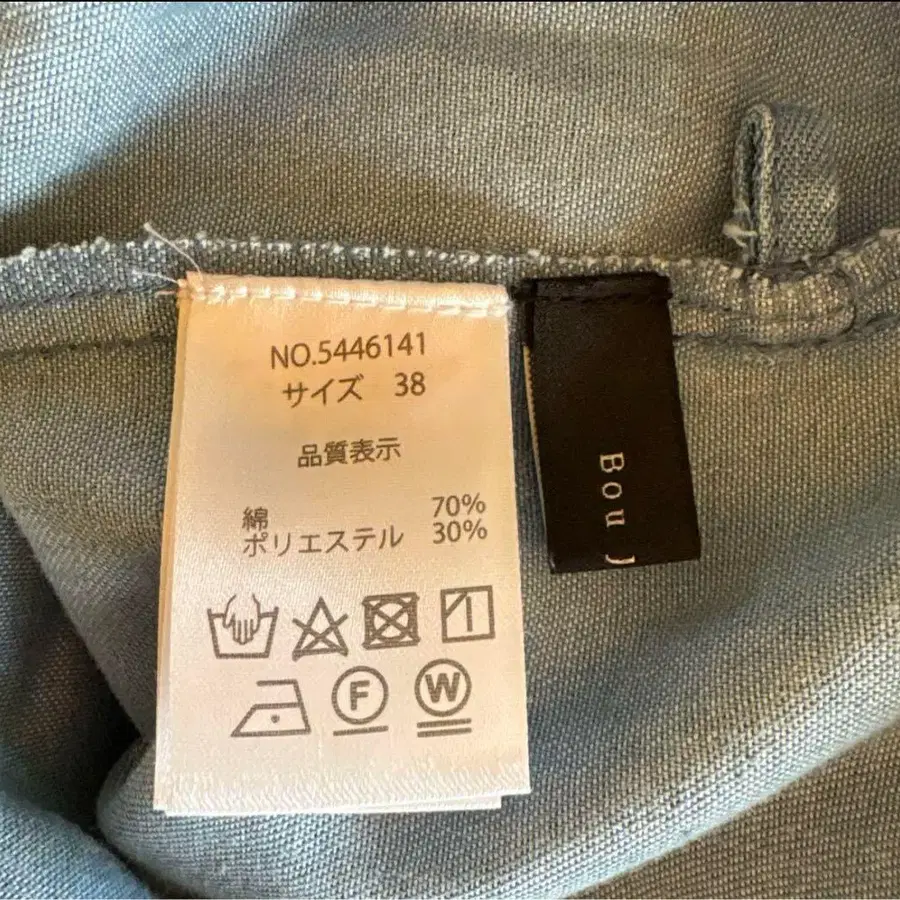 NO.5446141
サイズ 38
品質表示
綿 70%
ポリエステル 30%
F
W
Bou J